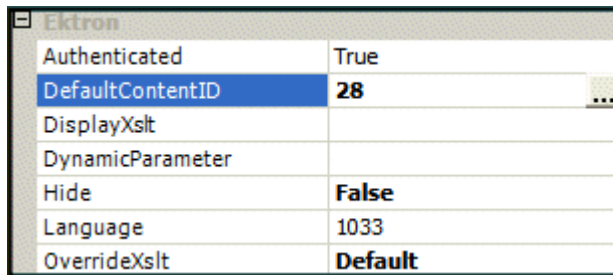 Ektron
Authenticated True
DefaultContentID 28 ...
DisplayXslt
DynamicParameter
Hide False
Language 1033
OverrideXslt Default